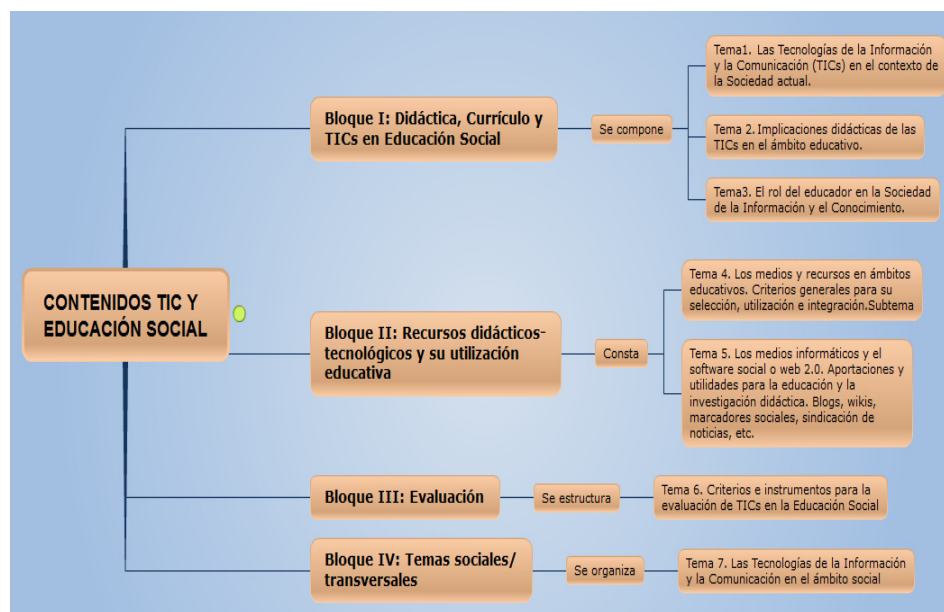 CONTENIDOS TIC Y
EDUCACIÓN SOCIAL
Bloque I: Didáctica, Currículo y
TICs en Educación Social
Se compone
Tema1. Las Tecnologías de la Información
y la Comunicación (TICs) en el contexto de
la Sociedad actual.
Tema 2. Implicaciones didácticas de las
TICs en el ámbito educativo.
Tema3. El rol del educador en la Sociedad
de la Información y el Conocimiento.
Bloque II: Recursos didácticos-
tecnológicos y su utilización
educativa
Consta
Tema 4. Los medios y recursos en ámbitos
educativos. Criterios generales para su
selección, utilización e integración.Subtema
Tema 5. Los medios informáticos y el
software social o web 2.0. Aportaciones y
utilidades para la educación y la
investigación didáctica. Blogs, wikis,
marcadores sociales, sindicación de
noticias, etc.
Bloque III: Evaluación
Se estructura
Tema 6. Criterios e instrumentos para la
evaluación de TICs en la Educación Social
Bloque IV: Temas sociales/
transversales
Se organiza
Tema 7. Las Tecnologías de la Información
y la Comunicación en el ámbito social